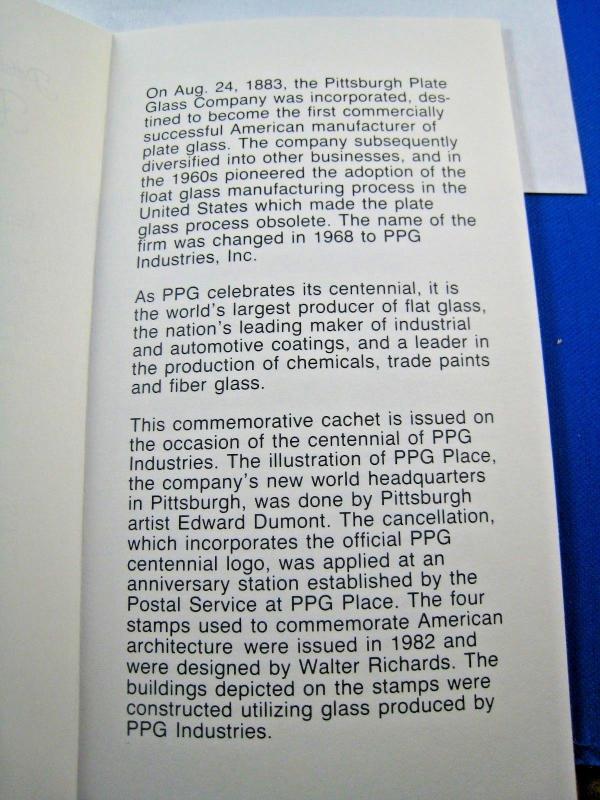 On Aug. 24, 1883, the Pittsburgh Plate
Glass Company was incorporated, des-
tined to become the first commercially
successful American manufacturer of
plate glass. The company subsequently
diversified into other businesses, and in
the 1960s pioneered the adoption of the
float glass manufacturing process in the
United States which made the plate
glass process obsolete. The name of the
firm was changed in 1968 to PPG
Industries, Inc.

As PPG celebrates its centennial, it is
the world's largest producer of flat glass,
the nation's leading maker of industrial
and automotive coatings, and a leader in
the production of chemicals, trade paints
and fiber glass.

This commemorative cachet is issued on
the occasion of the centennial of PPG
Industries. The illustration of PPG Place,
the company's new world headquarters
in Pittsburgh, was done by Pittsburgh
artist Edward Dumont. The cancellation,
which incorporates the official PPG
centennial logo, was applied at an
anniversary station established by the
Postal Service at PPG Place. The four
stamps used to commemorate American
architecture were issued in 1982 and
were designed by Walter Richards. The
buildings depicted on the stamps were
constructed utilizing glass produced by
PPG Industries.